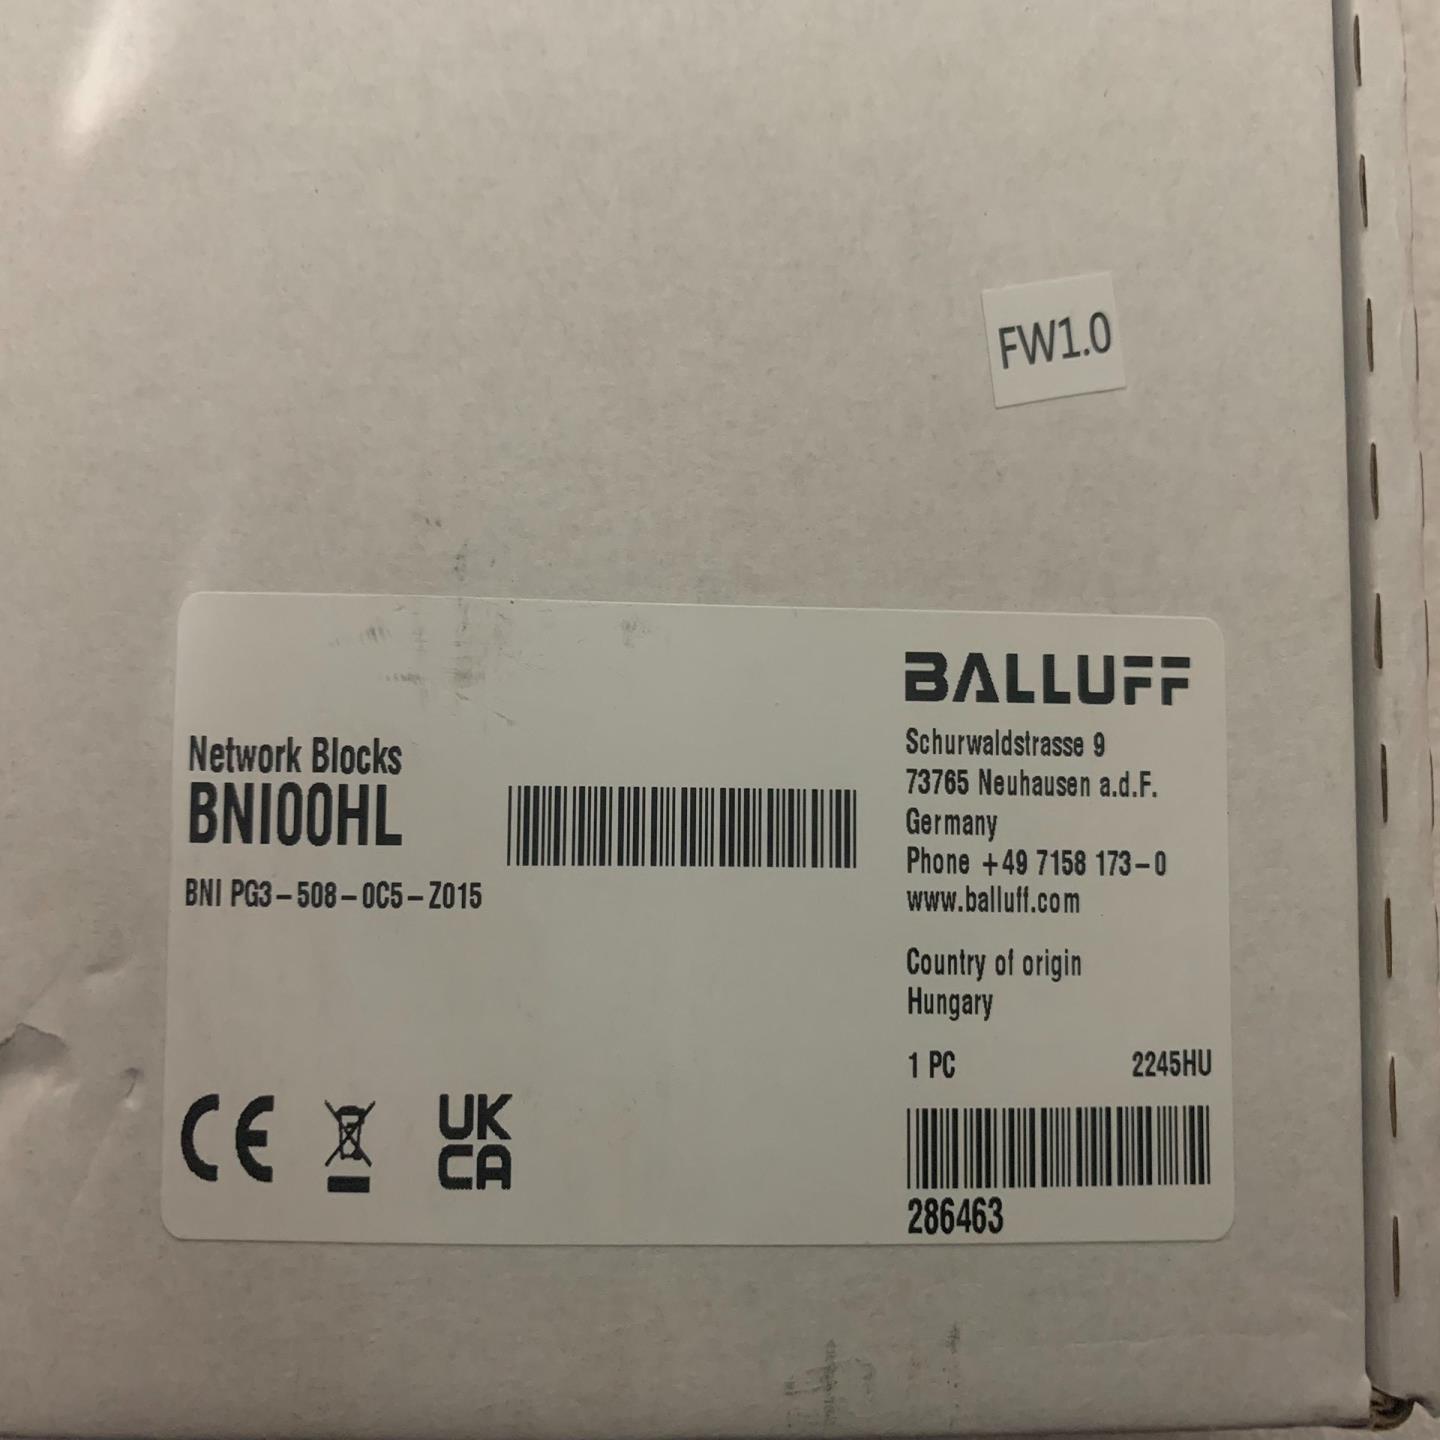 FW1.0
BALLUFF
Network Blocks
BNI00HL
BNI PG3-508-0C5-Z015
Schurwaldstrasse 9
73765 Neuhausen a.d.F.
Germany
Phone +49 7158 173-0
www.balluff.com
Country of origin
Hungary
1 PC 2245HU
CE
UK
CA
286463